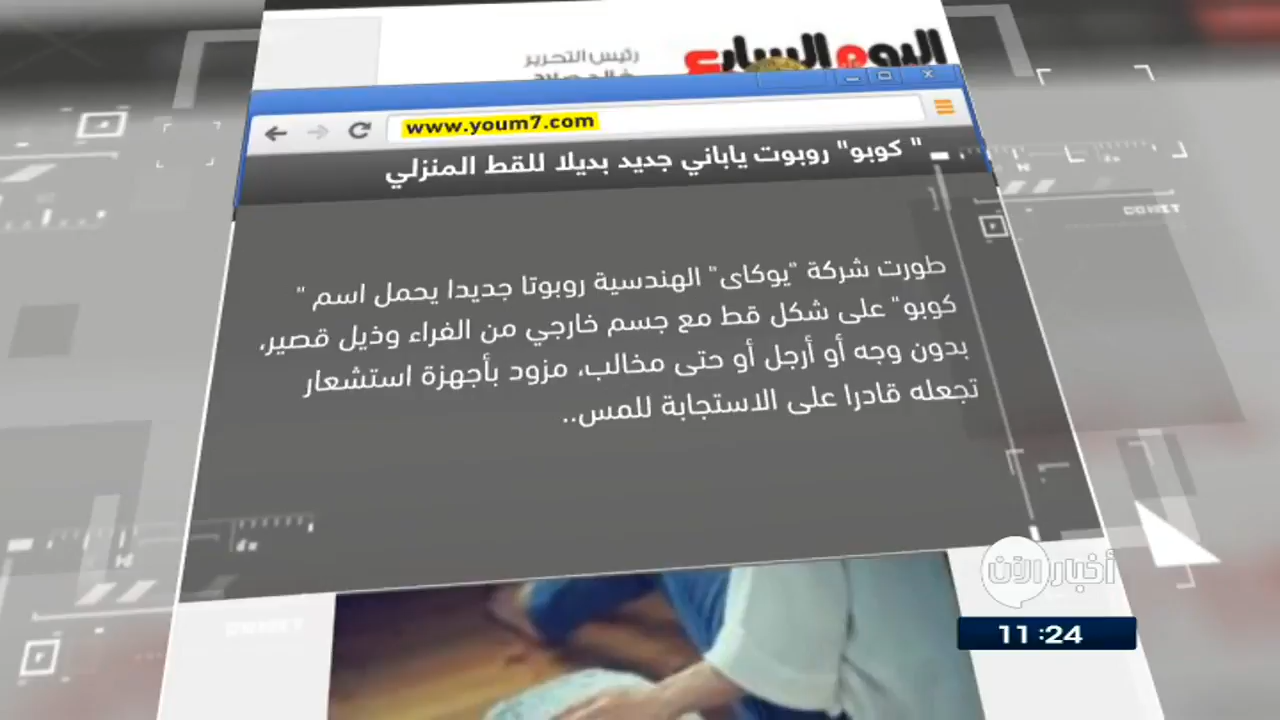 اليوم السابع
رئيس التحرير
خالد صلاح
www.youm7.com
" كوبو" روبوت ياباني جديد بديلا للقط المنزلي
طورت شركة "يوكاى" الهندسية روبوتا جديدا يحمل اسم "
كوبو" على شكل قط مع جسم خارجي من الفراء وذيل قصير،
بدون وجه أو أرجل أو حتى مخالب، مزود بأجهزة استشعار
تجعله قادرا على الاستجابة للمس..
أخبار الآن
11:24